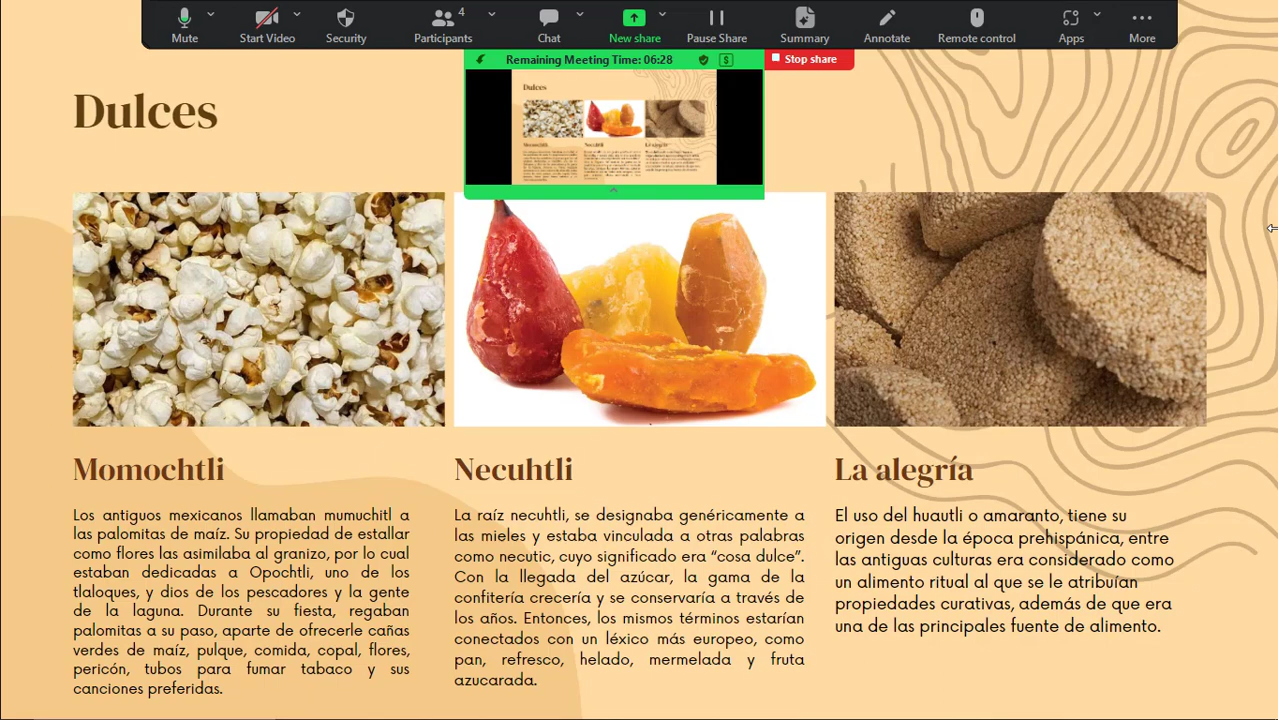 Mute
Start Video
Security
Participants
4
Chat
New share
Pause Share
Summary
Annotate
Remote control
Apps
More
Remaining Meeting Time: 06:28
S
Stop share
Dulces
Dulces
Momochtli
Necuhtli
La alegría
Momochtli
Los antiguos mexicanos llamaban mumuchitl a
las palomitas de maíz. Su propiedad de estallar
como flores las asimilaba al granizo, por lo cual
estaban dedicadas a Opochtli, uno de los
tlaloques, y dios de los pescadores y la gente
de la laguna. Durante su fiesta, regaban
palomitas a su paso, aparte de ofrecerle cañas
verdes de maíz, pulque, comida, copal, flores,
pericón, tubos para fumar tabaco y sus
canciones preferidas.
Necuhtli
La raíz necuhtli, se designaba genéricamente a
las mieles y estaba vinculada a otras palabras
como necutic, cuyo significado era “cosa dulce”.
Con la llegada del azúcar, la gama de la
confitería crecería y se conservaría a través de
los años. Entonces, los mismos términos estarían
conectados con un léxico más europeo, como
pan, refresco, helado, mermelada y fruta
azucarada.
La alegría
El uso del huautli o amaranto, tiene su
origen desde la época prehispánica, entre
las antiguas culturas era considerado como
un alimento ritual al que se le atribuían
propiedades curativas, además de que era
una de las principales fuente de alimento.